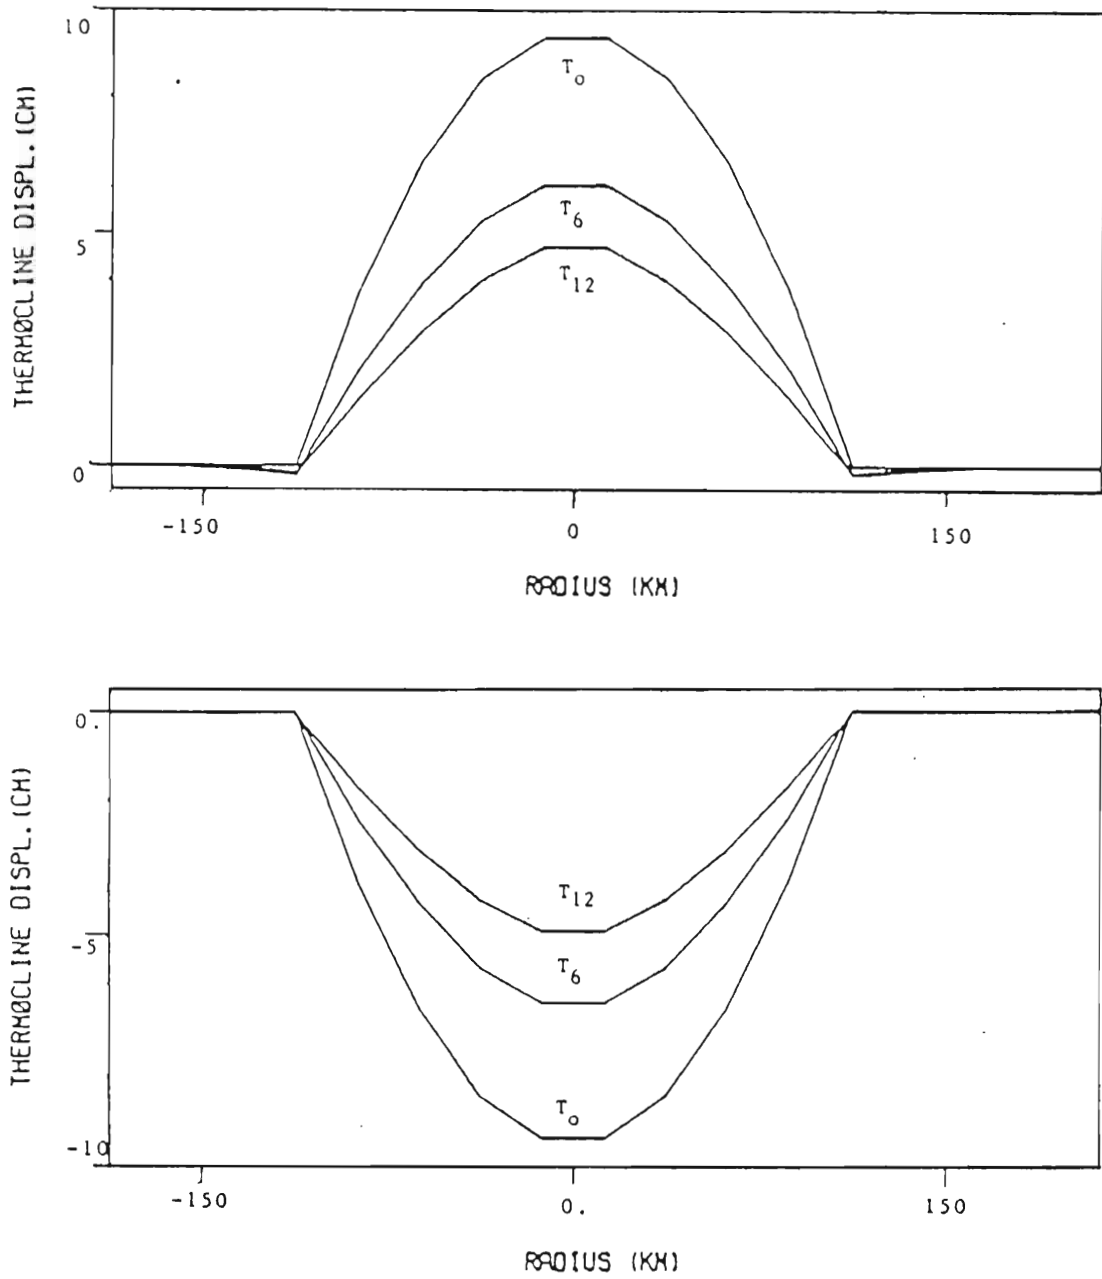 10
T₀
T₆
5
T₁₂
0
THERMØCLINE DISPL.(CM)
-150 0 150
RADIUS (KM)
0.
T₁₂
-5
T₆
T₀
-10
THERMØCLINE DISPL.(CM)
-150 0. 150
RADIUS (KM)